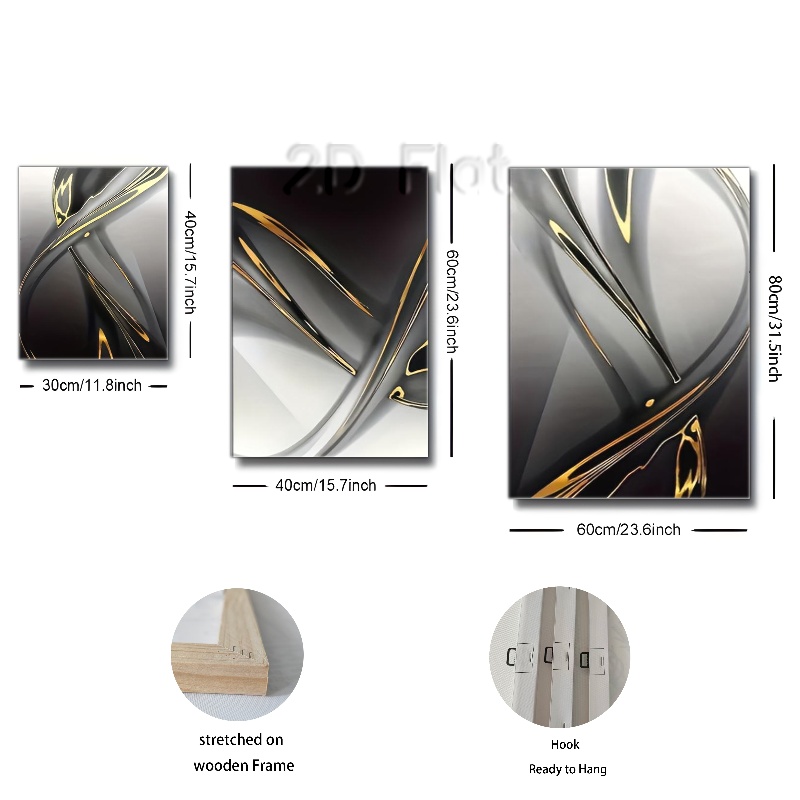 2D Flat
40cm/15.7inch
30cm/11.8inch
60cm/23.6inch
40cm/15.7inch
80cm/31.5inch
60cm/23.6inch
stretched on
wooden Frame
Hook
Ready to Hang